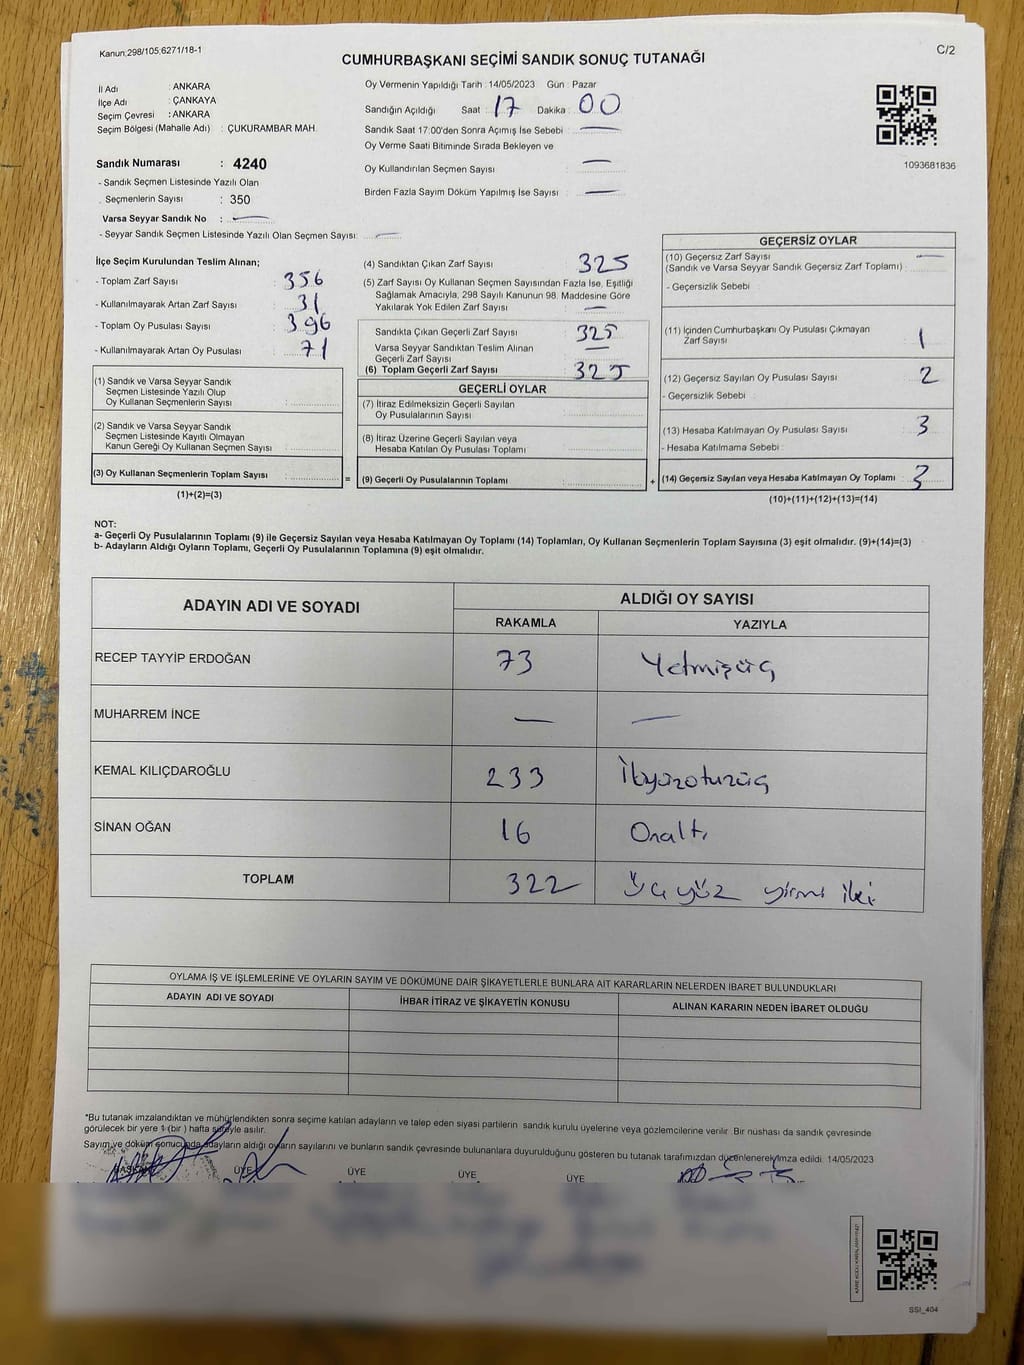 Kanun;298/105;6271/18-1
C/2
CUMHURBAŞKANI SEÇİMİ SANDIK SONUÇ TUTANAĞI
İl Adı : ANKARA
İlçe Adı : ÇANKAYA
Seçim Çevresi : ANKARA
Seçim Bölgesi (Mahalle Adı) : ÇUKURAMBAR MAH.
Sandık Numarası : 4240
- Sandık Seçmen Listesinde Yazılı Olan
Seçmenlerin Sayısı : 350
Varsa Seyyar Sandık No : —
- Seyyar Sandık Seçmen Listesinde Yazılı Olan Seçmen Sayısı: —
Oy Vermenin Yapıldığı Tarih : 14/05/2023 Gün : Pazar
Sandığın Açıldığı Saat : 17 Dakika : 00
Sandık Saat 17:00'den Sonra Açımış İse Sebebi : —
Oy Verme Saati Bitiminde Sırada Bekleyen ve
Oy Kullandırılan Seçmen Sayısı : —
Birden Fazla Sayım Döküm Yapılmış İse Sayısı : —
1093681836
İlçe Seçim Kurulundan Teslim Alınan;
- Toplam Zarf Sayısı : 356
- Kullanılmayarak Artan Zarf Sayısı : 31
- Toplam Oy Pusulası Sayısı : 396
- Kullanılmayarak Artan Oy Pusulası : 71
(1) Sandık ve Varsa Seyyar Sandık
Seçmen Listesinde Yazılı Olup
Oy Kullanan Seçmenlerin Sayısı :
(2) Sandık ve Varsa Seyyar Sandık
Seçmen Listesinde Kayıtlı Olmayan
Kanun Gereği Oy Kullanan Seçmen Sayısı :
(3) Oy Kullanan Seçmenlerin Toplam Sayısı :
(1)+(2)=(3)
=
(4) Sandıktan Çıkan Zarf Sayısı : 325
(5) Zarf Sayısı Oy Kullanan Seçmen Sayısından Fazla İse, Eşitliği
Sağlamak Amacıyla, 298 Sayılı Kanunun 98. Maddesine Göre
Yakılarak Yok Edilen Zarf Sayısı : —
Sandıkta Çıkan Geçerli Zarf Sayısı : 325
Varsa Seyyar Sandıktan Teslim Alınan
Geçerli Zarf Sayısı : —
(6) Toplam Geçerli Zarf Sayısı : 325
GEÇERLİ OYLAR
(7) İtiraz Edilmeksizin Geçerli Sayılan
Oy Pusulalarının Sayısı :
(8) İtiraz Üzerine Geçerli Sayılan veya
Hesaba Katılan Oy Pusulası Toplamı :
(9) Geçerli Oy Pusulalarının Toplamı :
+
GEÇERSİZ OYLAR
(10) Geçersiz Zarf Sayısı —
(Sandık ve Varsa Seyyar Sandık Geçersiz Zarf Toplamı) :
- Geçersizlik Sebebi :
(11) İçinden Cumhurbaşkanı Oy Pusulası Çıkmayan
Zarf Sayısı : 1
(12) Geçersiz Sayılan Oy Pusulası Sayısı : 2
- Geçersizlik Sebebi :
(13) Hesaba Katılmayan Oy Pusulası Sayısı : 3
- Hesaba Katılmama Sebebi :
(14) Geçersiz Sayılan veya Hesaba Katılmayan Oy Toplamı : 3
(10)+(11)+(12)+(13)=(14)
NOT:
a- Geçerli Oy Pusulalarının Toplamı (9) ile Geçersiz Sayılan veya Hesaba Katılmayan Oy Toplamı (14) Toplamları, Oy Kullanan Seçmenlerin Toplam Sayısına (3) eşit olmalıdır. (9)+(14)=(3)
b- Adayların Aldığı Oyların Toplamı, Geçerli Oy Pusulalarının Toplamına (9) eşit olmalıdır.
ADAYIN ADI VE SOYADI
ALDIĞI OY SAYISI
RAKAMLA YAZIYLA
RECEP TAYYİP ERDOĞAN 73 Yetmişüç
MUHARREM İNCE — —
KEMAL KILIÇDAROĞLU 233 İkiyüzotuzüç
SİNAN OĞAN 16 Onaltı
TOPLAM 322 Üçyüz yirmi iki
OYLAMA İŞ VE İŞLEMLERİNE VE OYLARIN SAYIM VE DÖKÜMÜNE DAİR ŞİKAYETLERLE BUNLARA AİT KARARLARIN NELERDEN İBARET BULUNDUKLARI
ADAYIN ADI VE SOYADI İHBAR İTİRAZ VE ŞİKAYETİN KONUSU ALINAN KARARIN NEDEN İBARET OLDUĞU
*Bu tutanak imzalandıktan ve mühürlendikten sonra seçime katılan adayların ve talep eden siyasi partilerin sandık kurulu üyelerine veya gözlemcilerine verilir. Bir nüshası da sandık çevresinde
görülecek bir yere 1 (bir ) hafta süreyle asılır.
Sayım ve döküm sonucunda adayların aldığı oyların sayılarını ve bunların sandık çevresinde bulunanlara duyurulduğunu gösteren bu tutanak tarafımızdan düzenlenerek imza edildi. 14/05/2023
BAŞKAN ÜYE ÜYE ÜYE ÜYE
SSI_404